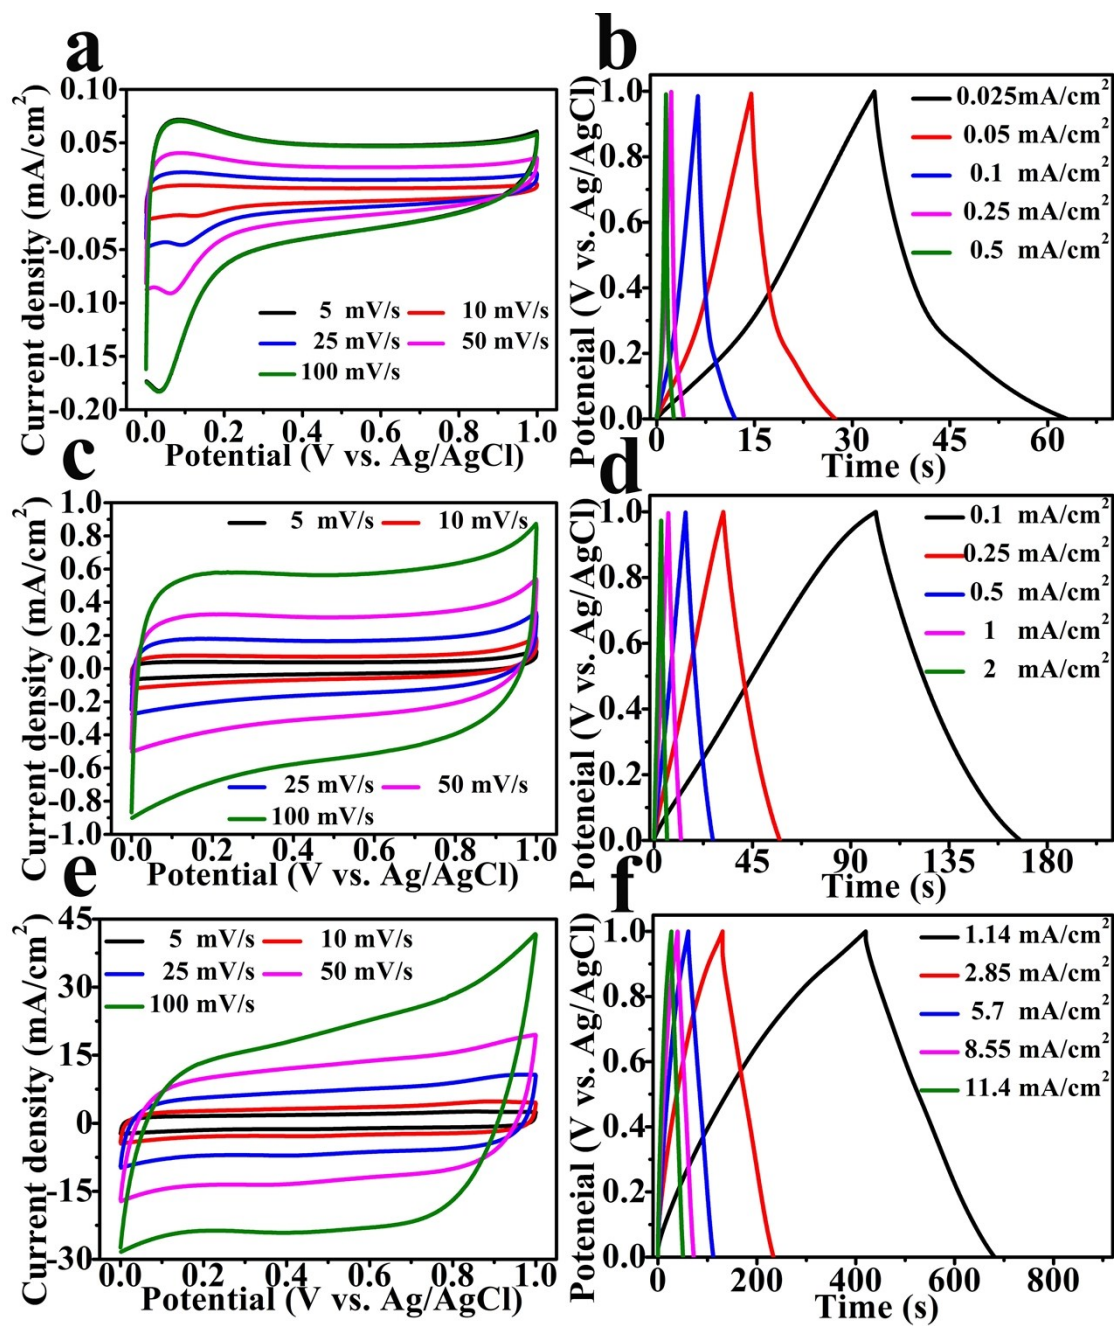 a
Current density (mA/cm²)
0.10
0.05
0.00
-0.05
-0.10
-0.15
-0.20
5 mV/s
10 mV/s
25 mV/s
50 mV/s
100 mV/s
0.0 0.2 0.4 0.6 0.8 1.0
Potential (V vs. Ag/AgCl)
b
Poteneial (V vs. Ag/AgCl)
1.0
0.8
0.6
0.4
0.2
0.0
0.025mA/cm²
0.05 mA/cm²
0.1 mA/cm²
0.25 mA/cm²
0.5 mA/cm²
0 15 30 45 60
Time (s)
c
Current density (mA/cm²)
1.0
0.8
0.6
0.4
0.2
0.0
-0.2
-0.4
-0.6
-0.8
-1.0
5 mV/s
10 mV/s
25 mV/s
50 mV/s
100 mV/s
0.0 0.2 0.4 0.6 0.8 1.0
Potential (V vs. Ag/AgCl)
d
Poteneial (V vs. Ag/AgCl)
1.0
0.8
0.6
0.4
0.2
0.0
0.1 mA/cm²
0.25 mA/cm²
0.5 mA/cm²
1 mA/cm²
2 mA/cm²
0 45 90 135 180
Time (s)
e
Current density (mA/cm²)
45
30
15
0
-15
-30
5 mV/s
10 mV/s
25 mV/s
50 mV/s
100 mV/s
0.0 0.2 0.4 0.6 0.8 1.0
Potential (V vs. Ag/AgCl)
f
Poteneial (V vs. Ag/AgCl)
1.0
0.8
0.6
0.4
0.2
0.0
1.14 mA/cm²
2.85 mA/cm²
5.7 mA/cm²
8.55 mA/cm²
11.4 mA/cm²
0 200 400 600 800
Time (s)